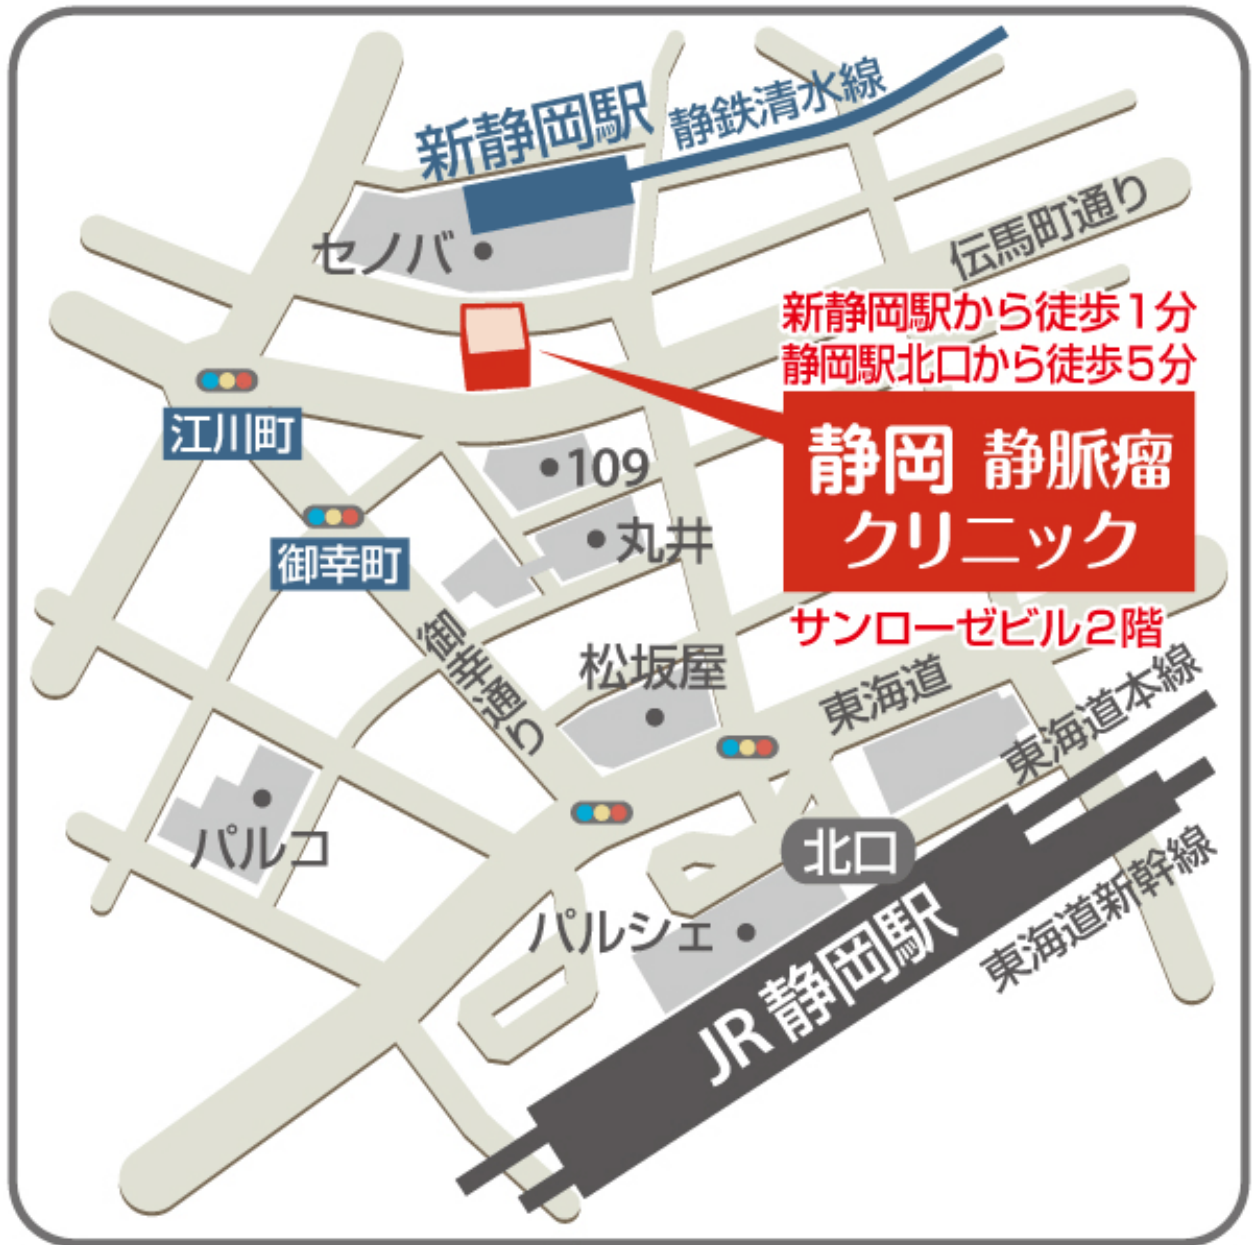 新静岡駅
静鉄清水線
セノバ
伝馬町通り
新静岡駅から徒歩1分
静岡駅北口から徒歩5分
江川町
静岡 静脈瘤
クリニック
109
丸井
御幸町
サンローゼビル2階
御幸通り
松坂屋
東海道
東海道本線
パルコ
北口
パルシェ
JR 静岡駅
東海道新幹線